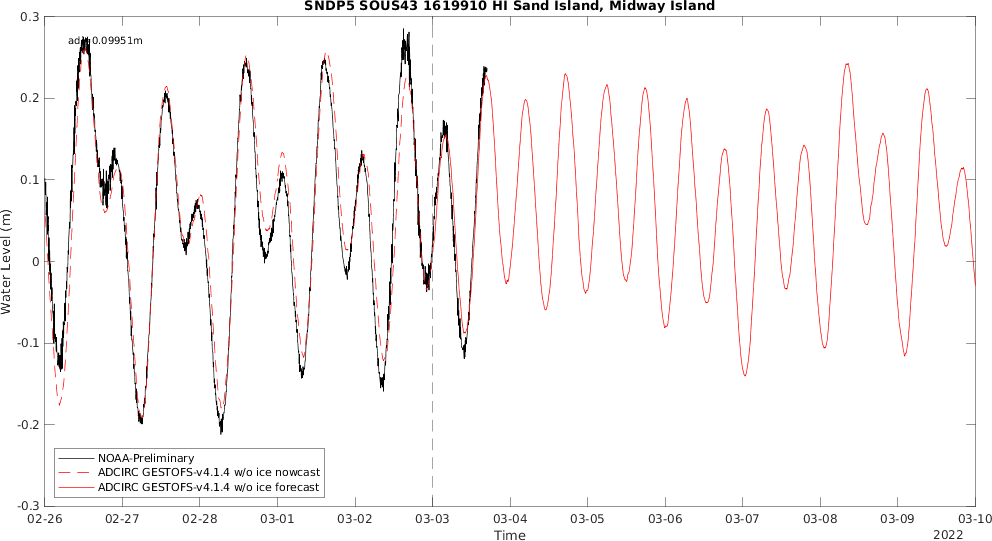 SNDP5 SOUS43 1619910 HI Sand Island, Midway Island
0.3
0.2
0.1
0
-0.1
-0.2
-0.3
Water Level (m)
0.09951m
NOAA-Preliminary
ADCIRC GESTOFS-v4.1.4 w/o ice nowcast
ADCIRC GESTOFS-v4.1.4 w/o ice forecast
02-26 02-27 02-28 03-01 03-02 03-03 03-04 03-05 03-06 03-07 03-08 03-09 03-10
Time
2022